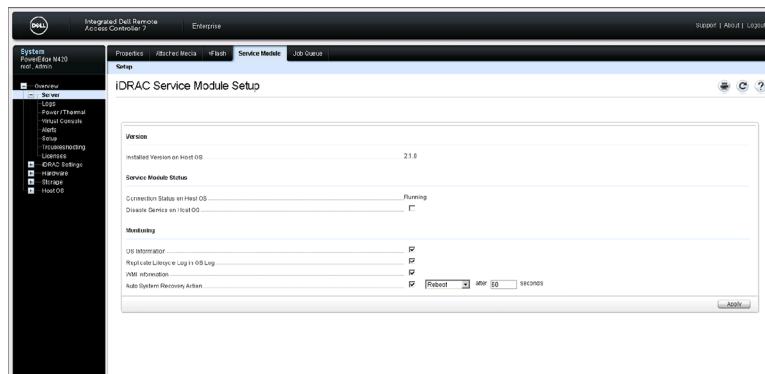 DELL
Integrated Dell Remote
Access Controller 7
Enterprise
Support | About | Logout
System
PowerEdge M420
root, Admin
Properties
Attached Media
vFlash
Service Module
Job Queue
Setup
Overview
Server
Logs
Power / Thermal
Virtual Console
Alerts
Setup
Troubleshooting
Licenses
iDRAC Settings
Hardware
Storage
Host OS
iDRAC Service Module Setup
?
Version
Installed Version on Host OS
2.1.0
Service Module Status
Connection Status on Host OS
Running
Disable Service on Host OS
Monitoring
OS Information
Replicate Lifecycle Log in OS Log
WMI Information
Auto System Recovery Action
Reboot after 60 seconds
Apply